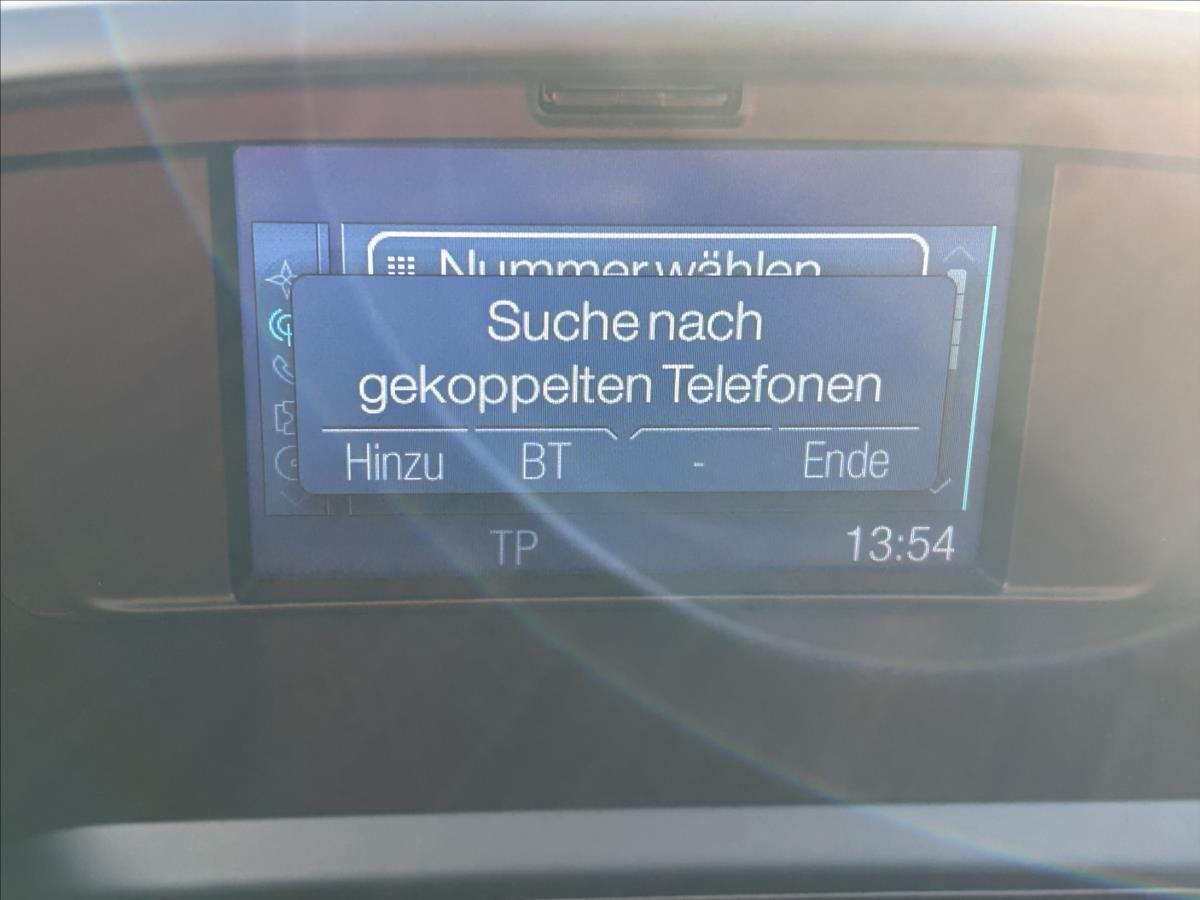 Nummer wählen
Suche nach
gekoppelten Telefonen
Hinzu BT - Ende
TP 13:54